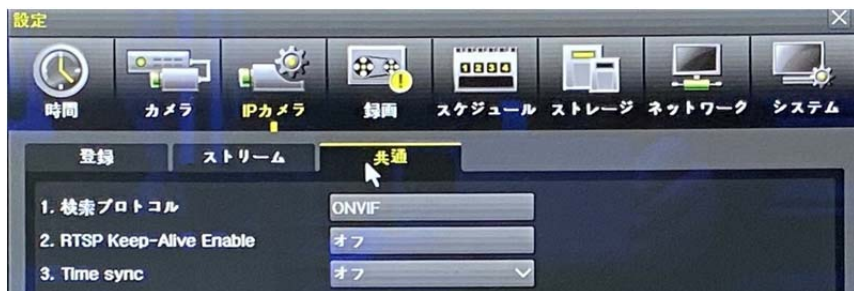 設定
時間 カメラ IPカメラ 録画 スケジュール ストレージ ネットワーク システム
登録 ストリーム 共通
1. 検索プロトコル ONVIF
2. RTSP Keep-Alive Enable オフ
3. Time sync オフ